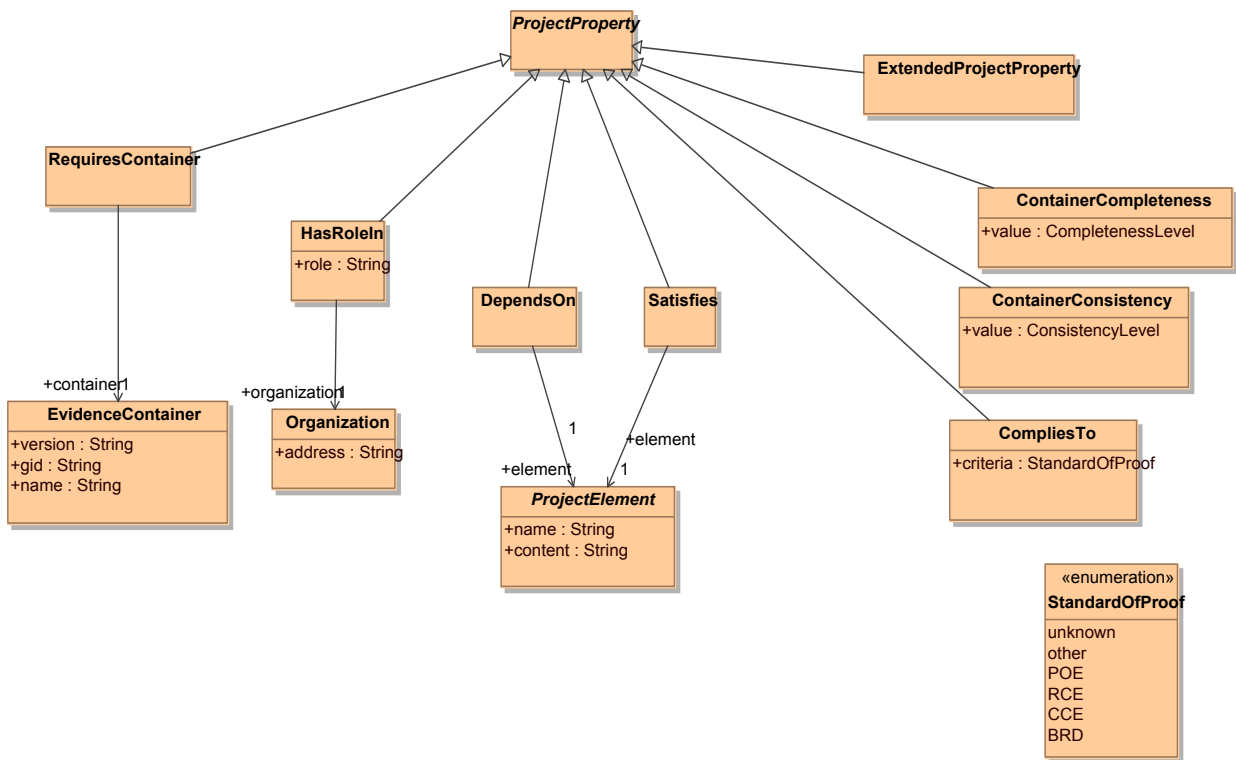 ProjectProperty
ExtendedProjectProperty
RequiresContainer
ContainerCompleteness
+value : CompletenessLevel
HasRoleIn
+role : String
DependsOn
Satisfies
ContainerConsistency
+value : ConsistencyLevel
+container
1
+organization
1
EvidenceContainer
+version : String
+gid : String
+name : String
Organization
+address : String
1
+element
+element
1
CompliesTo
+criteria : StandardOfProof
ProjectElement
+name : String
+content : String
«enumeration»
StandardOfProof
unknown
other
POE
RCE
CCE
BRD